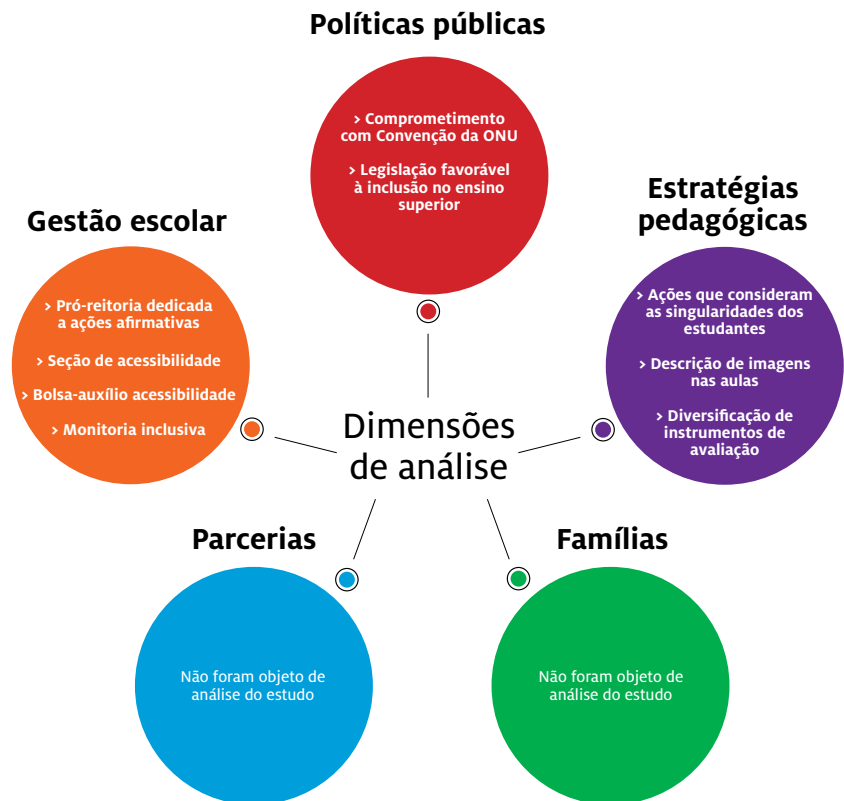 Políticas públicas
> Comprometimento
com Convenção da ONU
> Legislação favorável
à inclusão no ensino
superior
Gestão escolar
> Pró-reitoria dedicada
a ações afirmativas
> Seção de acessibilidade
> Bolsa-auxílio acessibilidade
> Monitoria inclusiva
Estratégias
pedagógicas
> Ações que consideram
as singularidades dos
estudantes
> Descrição de imagens
nas aulas
> Diversificação de
instrumentos de
avaliação
Dimensões
de análise
Parcerias
Não foram objeto de
análise do estudo
Famílias
Não foram objeto de
análise do estudo